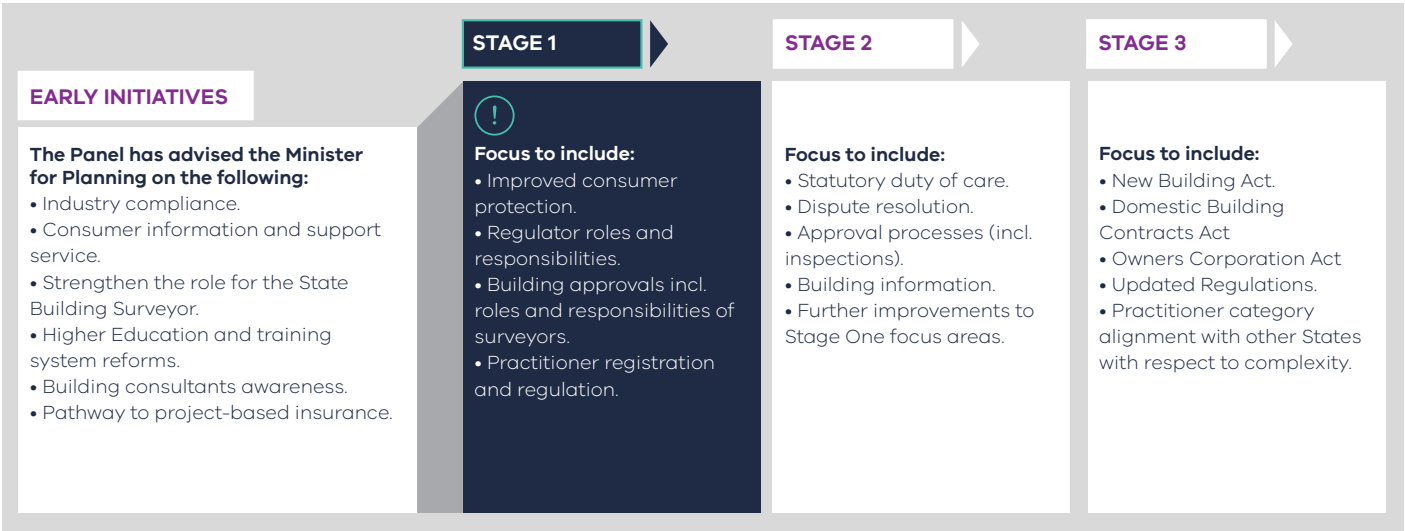 EARLY INITIATIVES
The Panel has advised the Minister
for Planning on the following:
• Industry compliance.
• Consumer information and support
service.
• Strengthen the role for the State
Building Surveyor.
• Higher Education and training
system reforms.
• Building consultants awareness.
• Pathway to project-based insurance.
STAGE 1
!
Focus to include:
• Improved consumer
protection.
• Regulator roles and
responsibilities.
• Building approvals incl.
roles and responsibilities of
surveyors.
• Practitioner registration
and regulation.
STAGE 2
Focus to include:
• Statutory duty of care.
• Dispute resolution.
• Approval processes (incl.
inspections).
• Building information.
• Further improvements to
Stage One focus areas.
STAGE 3
Focus to include:
• New Building Act.
• Domestic Building
Contracts Act
• Owners Corporation Act
• Updated Regulations.
• Practitioner category
alignment with other States
with respect to complexity.